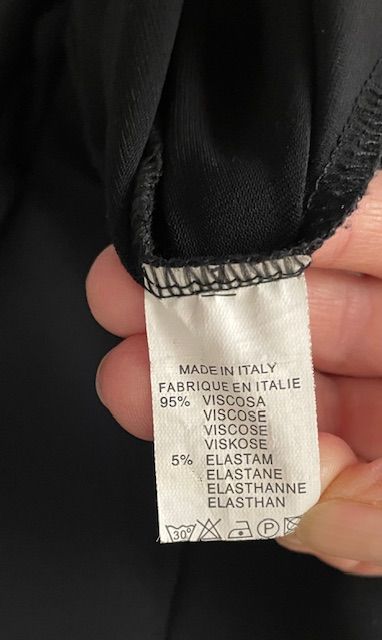 MADE IN ITALY
FABRIQUE EN ITALIE
95% VISCOSA
VISCOSE
VISCOSE
VISKOSE
5% ELASTAM
ELASTANE
ELASTHANNE
ELASTHAN
30° P